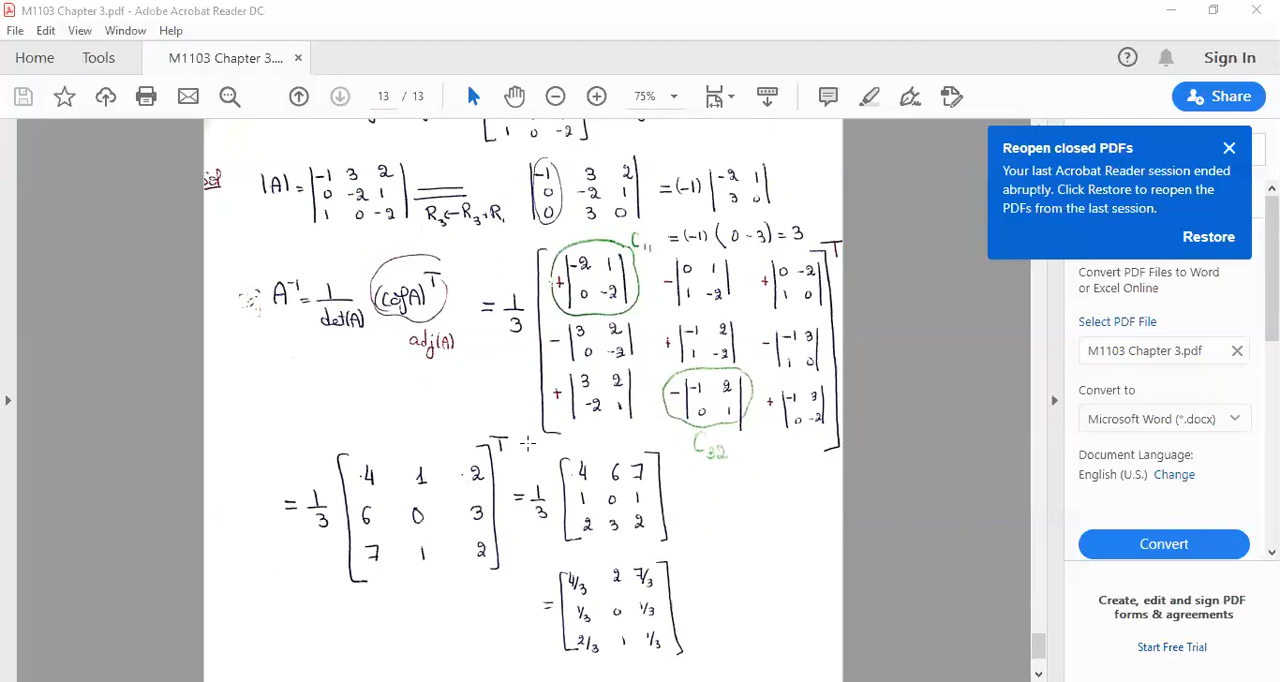 M1103 Chapter 3.pdf - Adobe Acrobat Reader DC
File Edit View Window Help
Home Tools M1103 Chapter 3.... ×
? Sign In
13 / 13 75% Share
Reopen closed PDFs
Your last Acrobat Reader session ended
abruptly. Click Restore to reopen the
PDFs from the last session.
Restore
Convert PDF Files to Word
or Excel Online
Select PDF File
M1103 Chapter 3.pdf
Convert to
Microsoft Word (*.docx)
Document Language:
English (U.S.) Change
Convert
Create, edit and sign PDF
forms & agreements
Start Free Trial
1 0 -2
|A| = |-1 3 2| |-1 3 2| = (-1) |-2 1|
|0 -2 1| |0 -2 1| |3 0|
|1 0 -2| R3←R3+R1 |0 3 0|
= (-1) (0 - 3) = 3
A⁻¹ = 1/det(A) (cof A)ᵀ = 1/3
adj(A)
C11
+|-2 1| -|0 1| +|0 -2| T
|0 -2| |1 -2| |1 0|
-|3 2| +|-1 2| -|-1 3|
|0 -2| |1 -2| |1 0|
+|3 2| -|-1 2| +|-1 3|
|-2 1| |0 1| |0 -2|
C32
= 1/3 [4 1 2]ᵀ = 1/3 [4 6 7]
[6 0 3] [1 0 1]
[7 1 2] [2 3 2]
= [4/3 2 7/3]
[1/3 0 1/3]
[2/3 1 1/3]